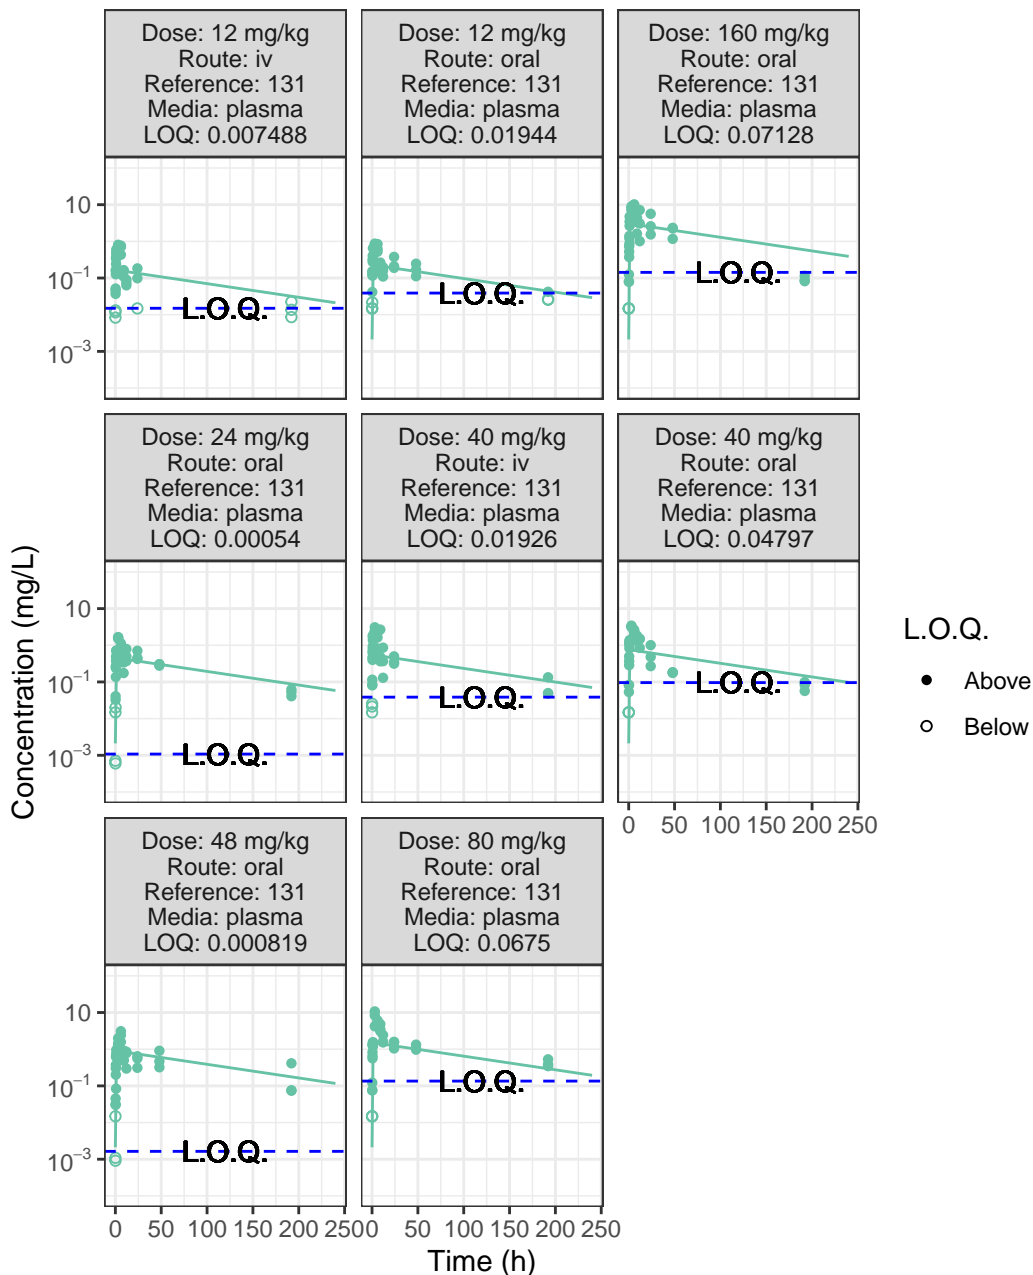 Dose: 12 mg/kg
Route: iv
Reference: 131
Media: plasma
LOQ: 0.007488
Dose: 12 mg/kg
Route: oral
Reference: 131
Media: plasma
LOQ: 0.01944
Dose: 160 mg/kg
Route: oral
Reference: 131
Media: plasma
LOQ: 0.07128
10
10⁻¹
10⁻³
L.O.Q.
L.O.Q.
L.O.Q.
Dose: 24 mg/kg
Route: oral
Reference: 131
Media: plasma
LOQ: 0.00054
Dose: 40 mg/kg
Route: iv
Reference: 131
Media: plasma
LOQ: 0.01926
Dose: 40 mg/kg
Route: oral
Reference: 131
Media: plasma
LOQ: 0.04797
10
10⁻¹
10⁻³
L.O.Q.
L.O.Q.
L.O.Q.
0 50 100 150 200 250
Dose: 48 mg/kg
Route: oral
Reference: 131
Media: plasma
LOQ: 0.000819
Dose: 80 mg/kg
Route: oral
Reference: 131
Media: plasma
LOQ: 0.0675
10
10⁻¹
10⁻³
L.O.Q.
L.O.Q.
0 50 100 150 200 250
0 50 100 150 200 250
Time (h)
Concentration (mg/L)
L.O.Q.
Above
Below